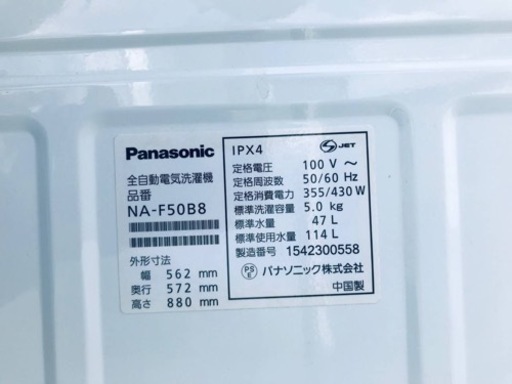 Panasonic
全自動電気洗濯機
品番
NA-F50B8
外形寸法
幅 562 mm
奥行 572 mm
高さ 880 mm
IPX4
JET
定格電圧 100 V ～
定格周波数 50/60 Hz
定格消費電力 355/430 W
標準洗濯容量 5.0 kg
標準水量 47 L
標準使用水量 114 L
製造番号 1542300558
PS E パナソニック株式会社
中国製